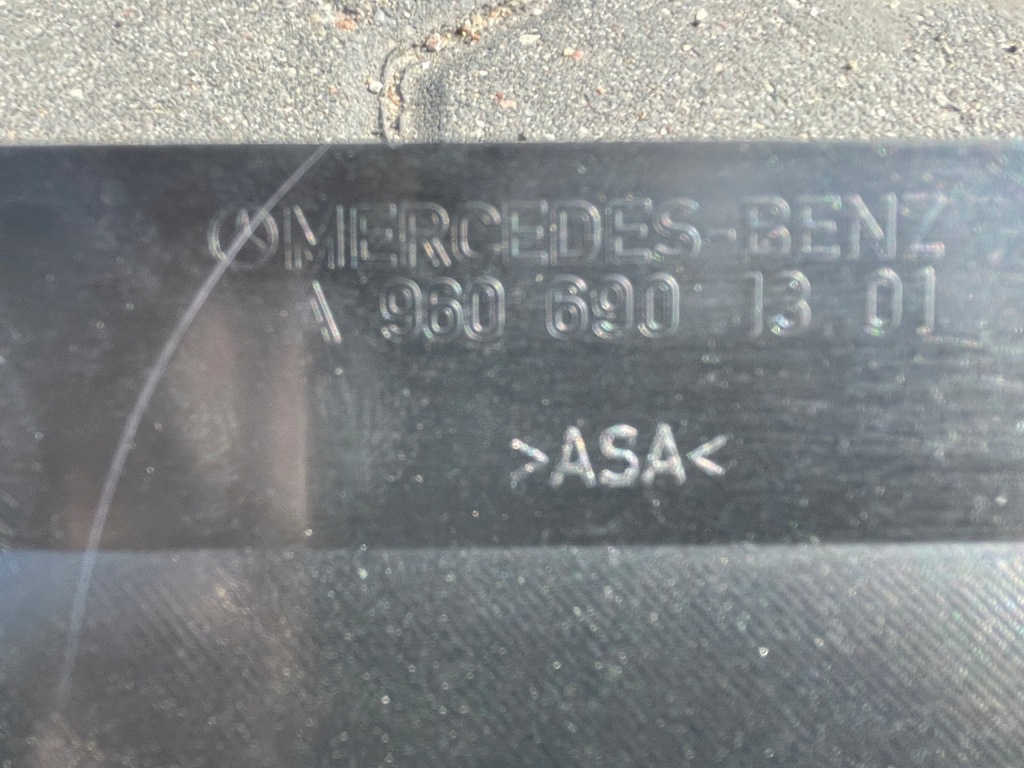 MERCEDES-BENZ
A 960 690 13 01
>ASA<